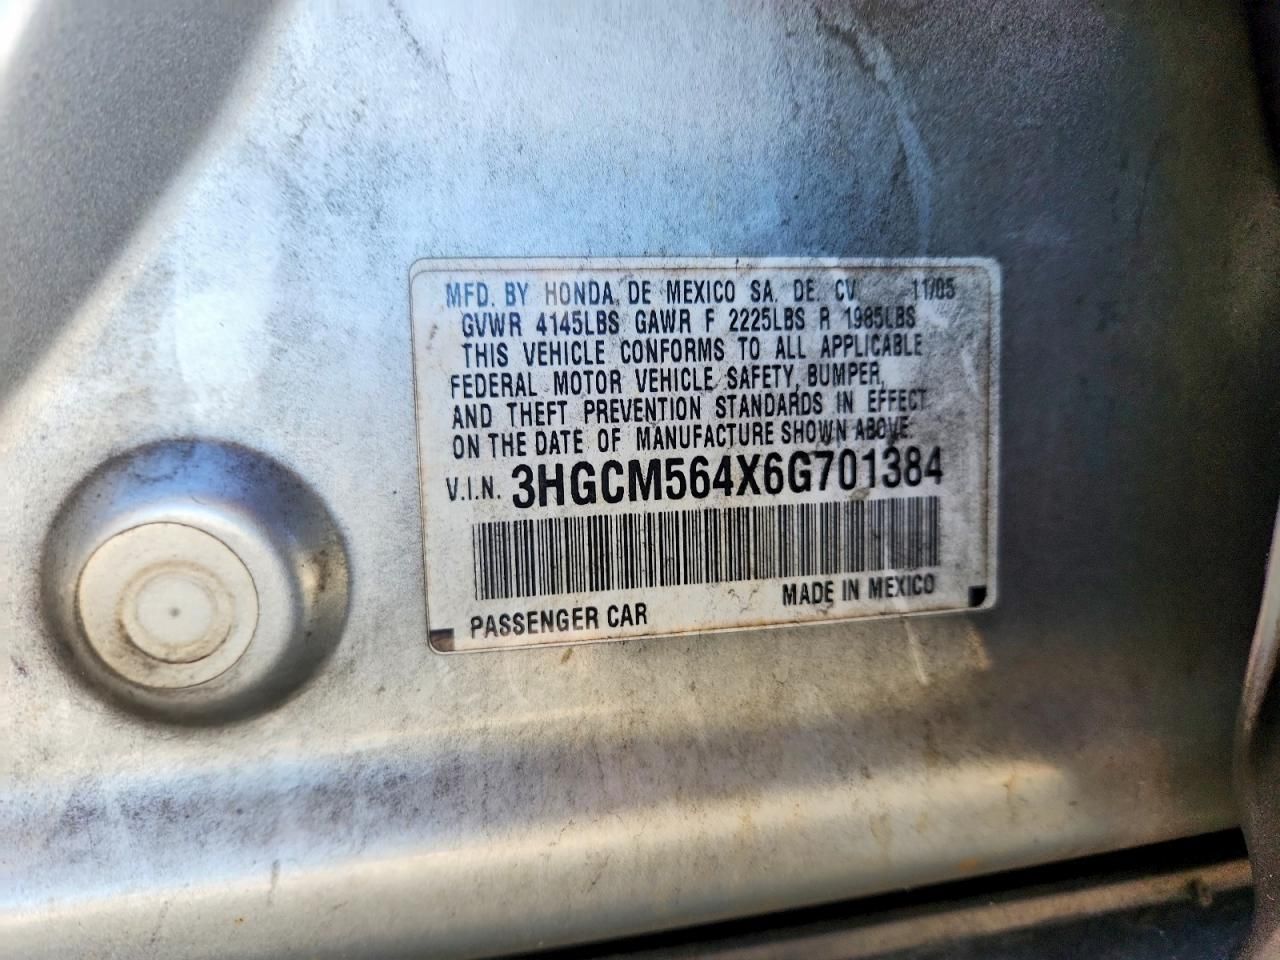 MFD. BY HONDA DE MEXICO SA. DE. CV. 11/05
GVWR 4145LBS GAWR F 2225LBS R 1985LBS
THIS VEHICLE CONFORMS TO ALL APPLICABLE
FEDERAL MOTOR VEHICLE SAFETY, BUMPER,
AND THEFT PREVENTION STANDARDS IN EFFECT
ON THE DATE OF MANUFACTURE SHOWN ABOVE.
V.I.N. 3HGCM564X6G701384
PASSENGER CAR MADE IN MEXICO